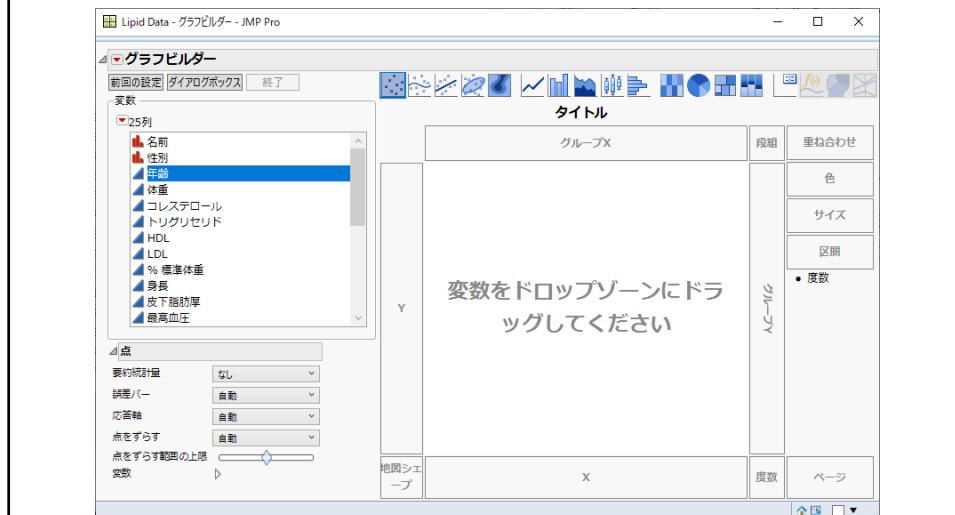 Lipid Data - グラフビルダー - JMP Pro
グラフビルダー
前回の設定 ダイアログボックス 終了
変数
25列
名前
性別
年齢
体重
コレステロール
トリグリセリド
HDL
LDL
% 標準体重
身長
皮下脂肪厚
最高血圧
点
要約統計量 なし
誤差バー 自動
応答軸 自動
点をずらす 自動
点をずらす範囲の上限
変数
タイトル
グループX
段組
重ね合わせ
色
サイズ
区間
度数
Y
変数をドロップゾーンにドラ
ッグしてください
グループY
地図シェ
ープ
X
度数
ページ